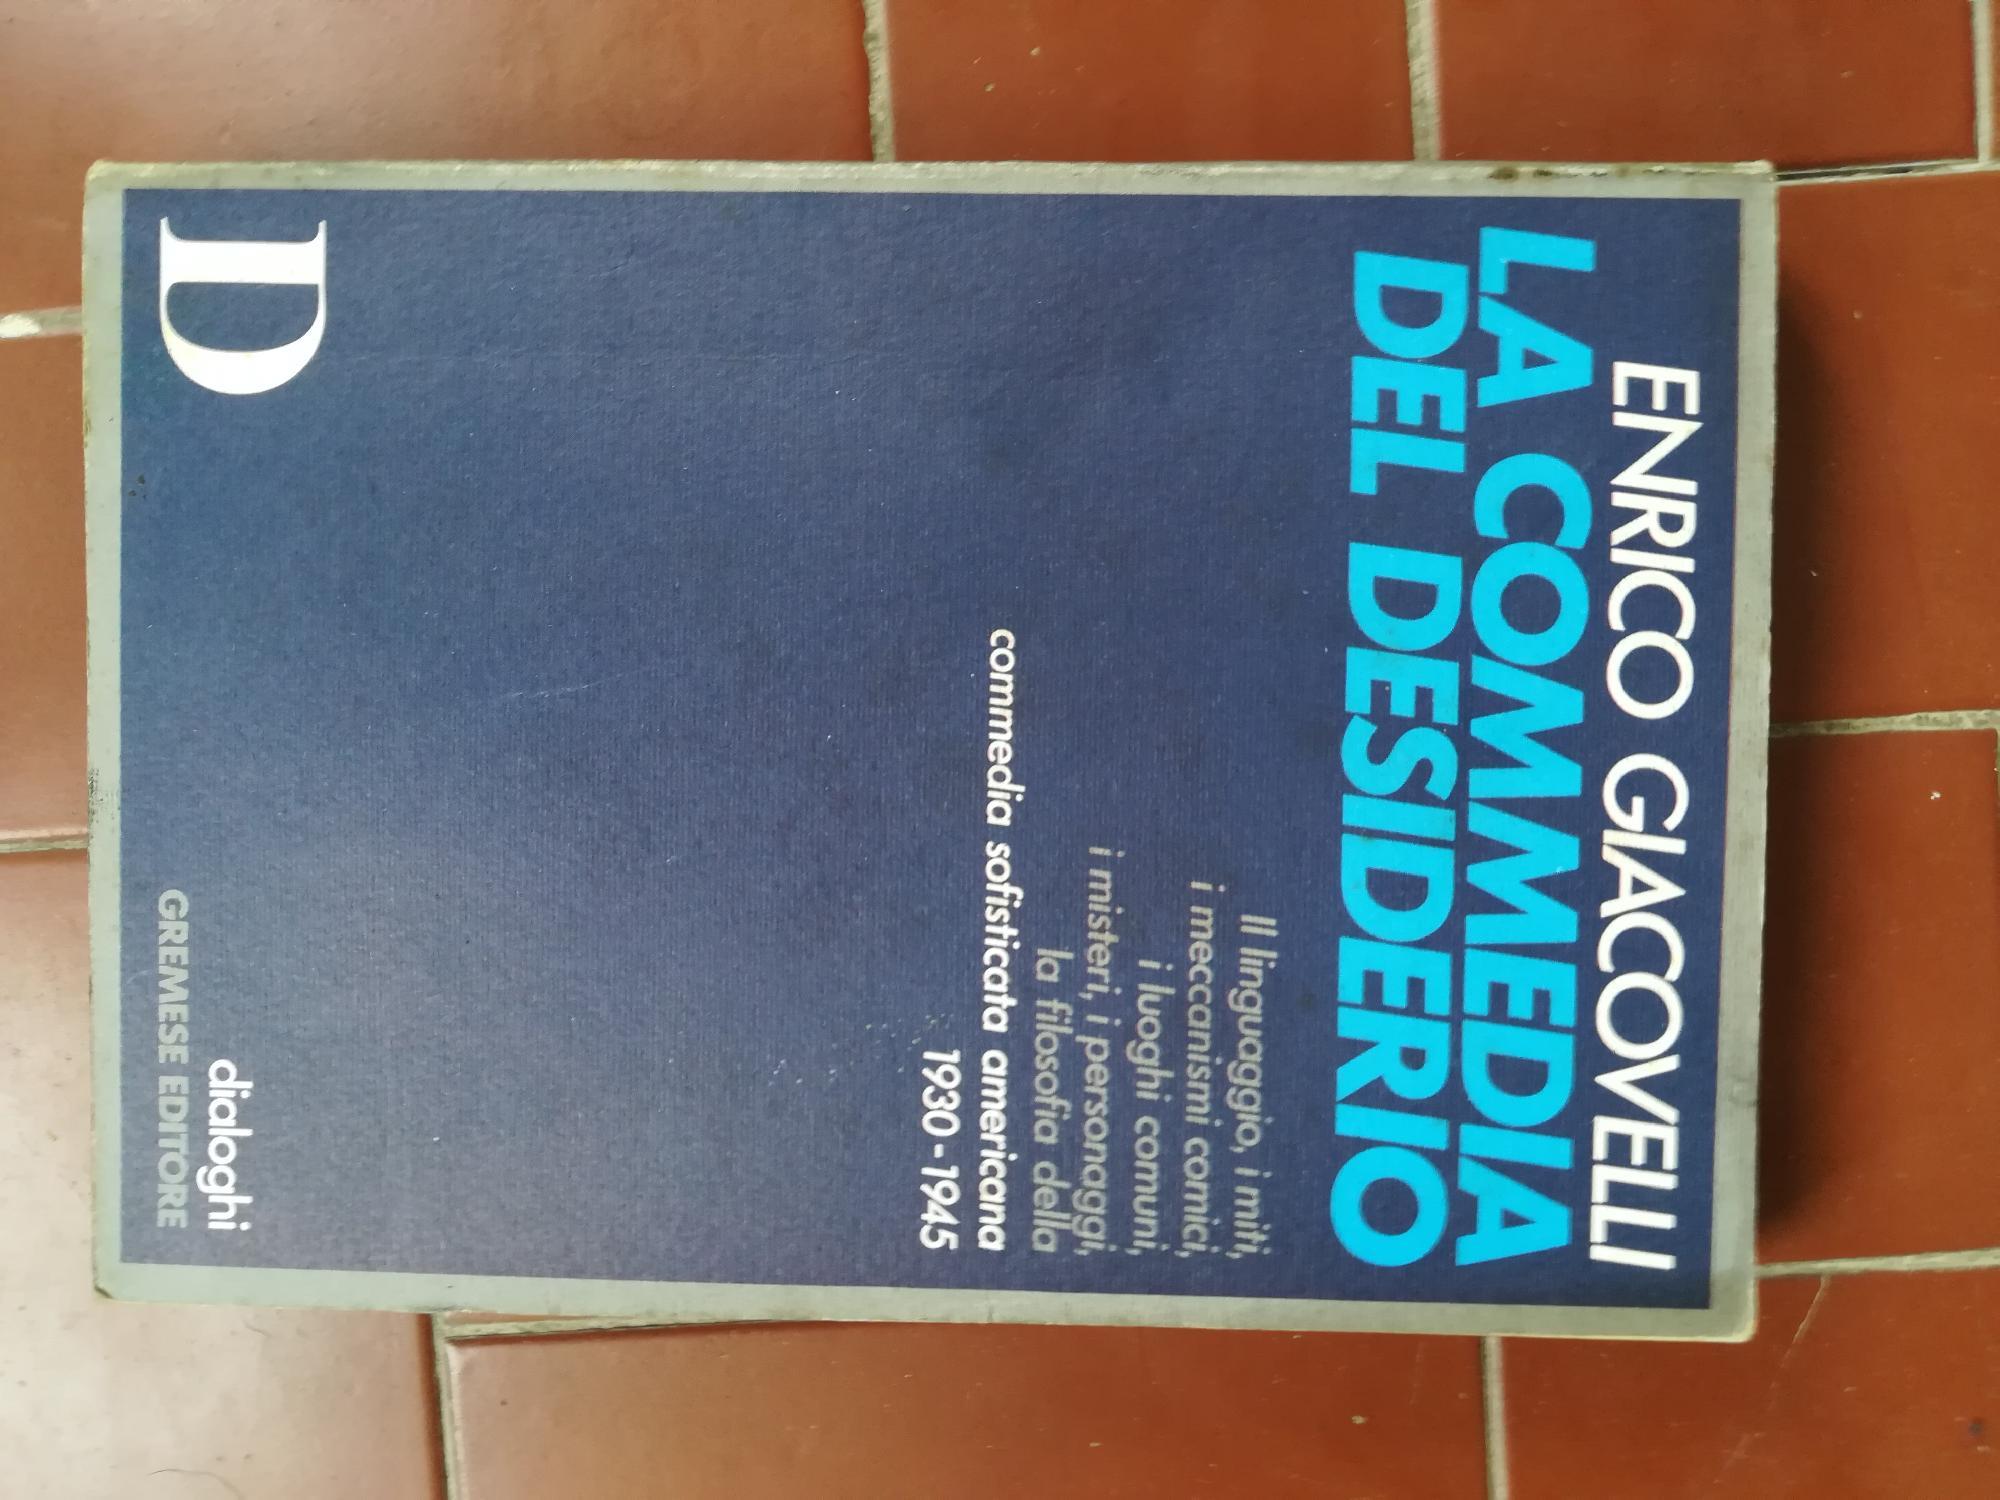 ENRICO GIACOVELLI
LA COMMEDIA
DEL DESIDERIO
Il linguaggio, i miti,
i meccanismi comici,
i luoghi comuni,
i misteri, i personaggi,
la filosofia della
commedia sofisticata americana
1930-1945
D
dialoghi
GREMESE EDITORE